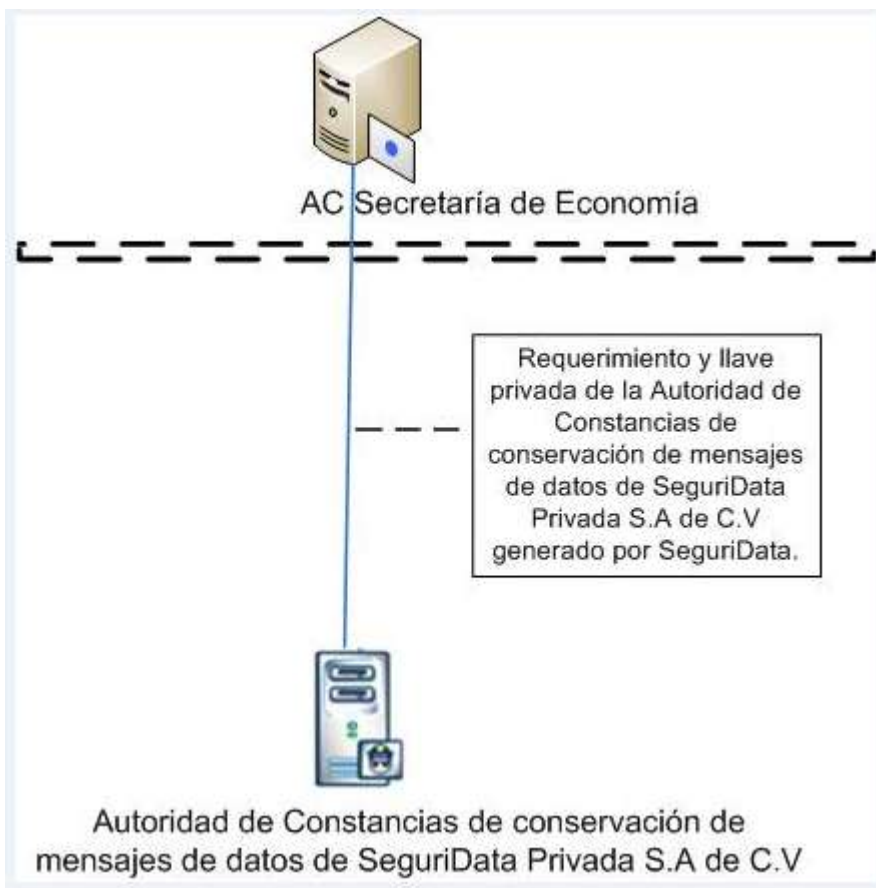 AC Secretaría de Economía
Requerimiento y llave
privada de la Autoridad de
Constancias de
conservación de mensajes
de datos de SeguriData
Privada S.A de C.V
generado por SeguriData.
Autoridad de Constancias de conservación de
mensajes de datos de SeguriData Privada S.A de C.V